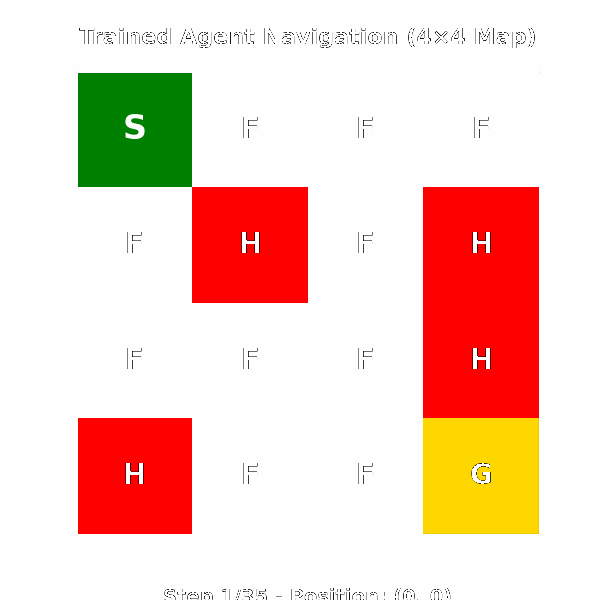 Trained Agent Navigation (4×4 Map)
S F F F
F H F H
F F F H
H F F G
Step 1/35 - Position: (0, 0)